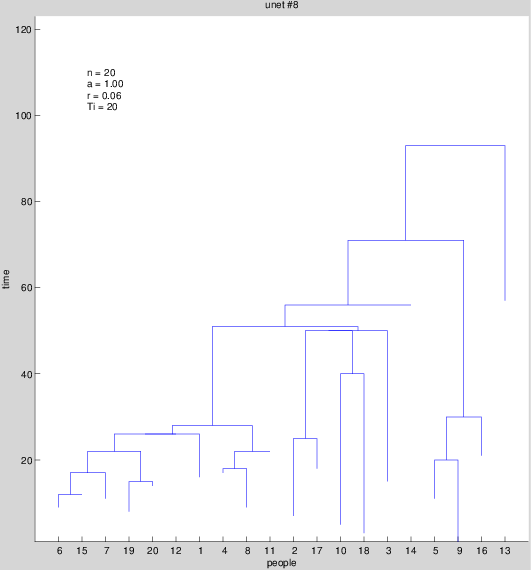 unet #8
120
n = 20
a = 1.00
r = 0.06
Ti = 20
100
80
60
time
40
20
6 15 7 19 20 12 1 4 8 11 2 17 10 18 3 14 5 9 16 13
people